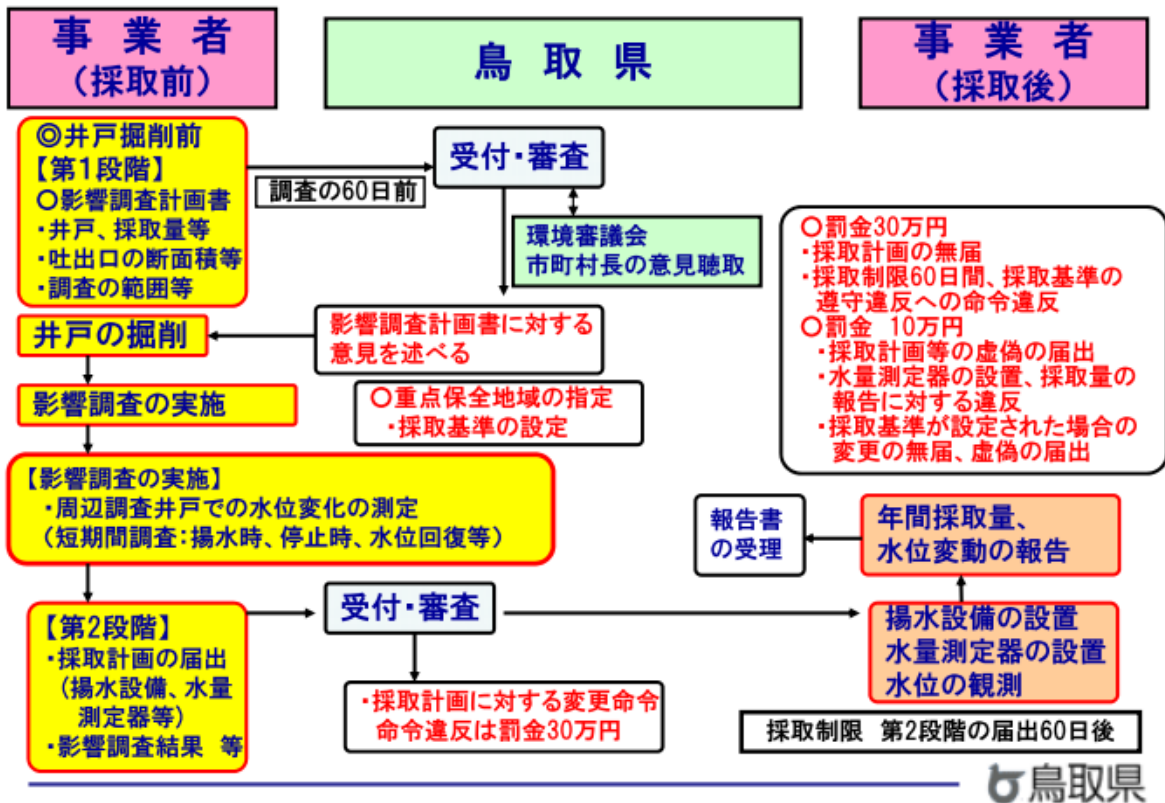 事 業 者
（採取前）
鳥 取 県
事 業 者
（採取後）
◎井戸掘削前
【第１段階】
○影響調査計画書
・井戸、採取量等
・吐出口の断面積等
・調査の範囲等
調査の60日前
受付・審査
環境審議会
市町村長の意見聴取
影響調査計画書に対する
意見を述べる
井戸の掘削
影響調査の実施
○重点保全地域の指定
・採取基準の設定
【影響調査の実施】
・周辺調査井戸での水位変化の測定
（短期間調査：揚水時、停止時、水位回復等）
【第2段階】
・採取計画の届出
（揚水設備、水量
測定器等）
・影響調査結果 等
受付・審査
・採取計画に対する変更命令
命令違反は罰金30万円
○罰金30万円
・採取計画の無届
・採取制限60日間、採取基準の
遵守違反への命令違反
○罰金 10万円
・採取計画等の虚偽の届出
・水量測定器の設置、採取量の
報告に対する違反
・採取基準が設定された場合の
変更の無届、虚偽の届出
報告書
の受理
年間採取量、
水位変動の報告
揚水設備の設置
水量測定器の設置
水位の観測
採取制限 第2段階の届出60日後
鳥取県